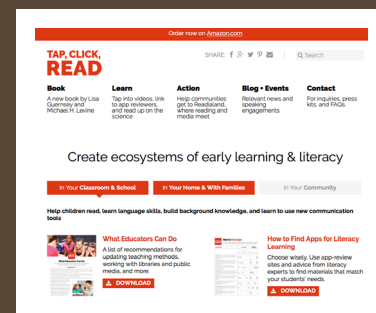 Order now on Amazon.com
TAP, CLICK,
READ
SHARE:
Search
Book
A new book by Lisa
Guernsey and
Michael H. Levine
Learn
Tap into videos, link
to app reviewers,
and read up on the
science
Action
Help communities
get to Readialand,
where reading and
media meet
Blog + Events
Relevant news and
speaking
engagements
Contact
For inquiries, press
kits, and FAQs.
Create ecosystems of early learning & literacy
In Your Classroom & School
In Your Home & With Families
In Your Community
Help children read, learn language skills, build background knowledge, and learn to use new communication
tools
What Educators Can Do
A list of recommendations for
updating teaching methods,
working with libraries and public
media, and more.
DOWNLOAD
How to Find Apps for Literacy
Learning
Choose wisely. Use app-review
sites and advice from literacy
experts to find materials that match
your students' needs.
DOWNLOAD